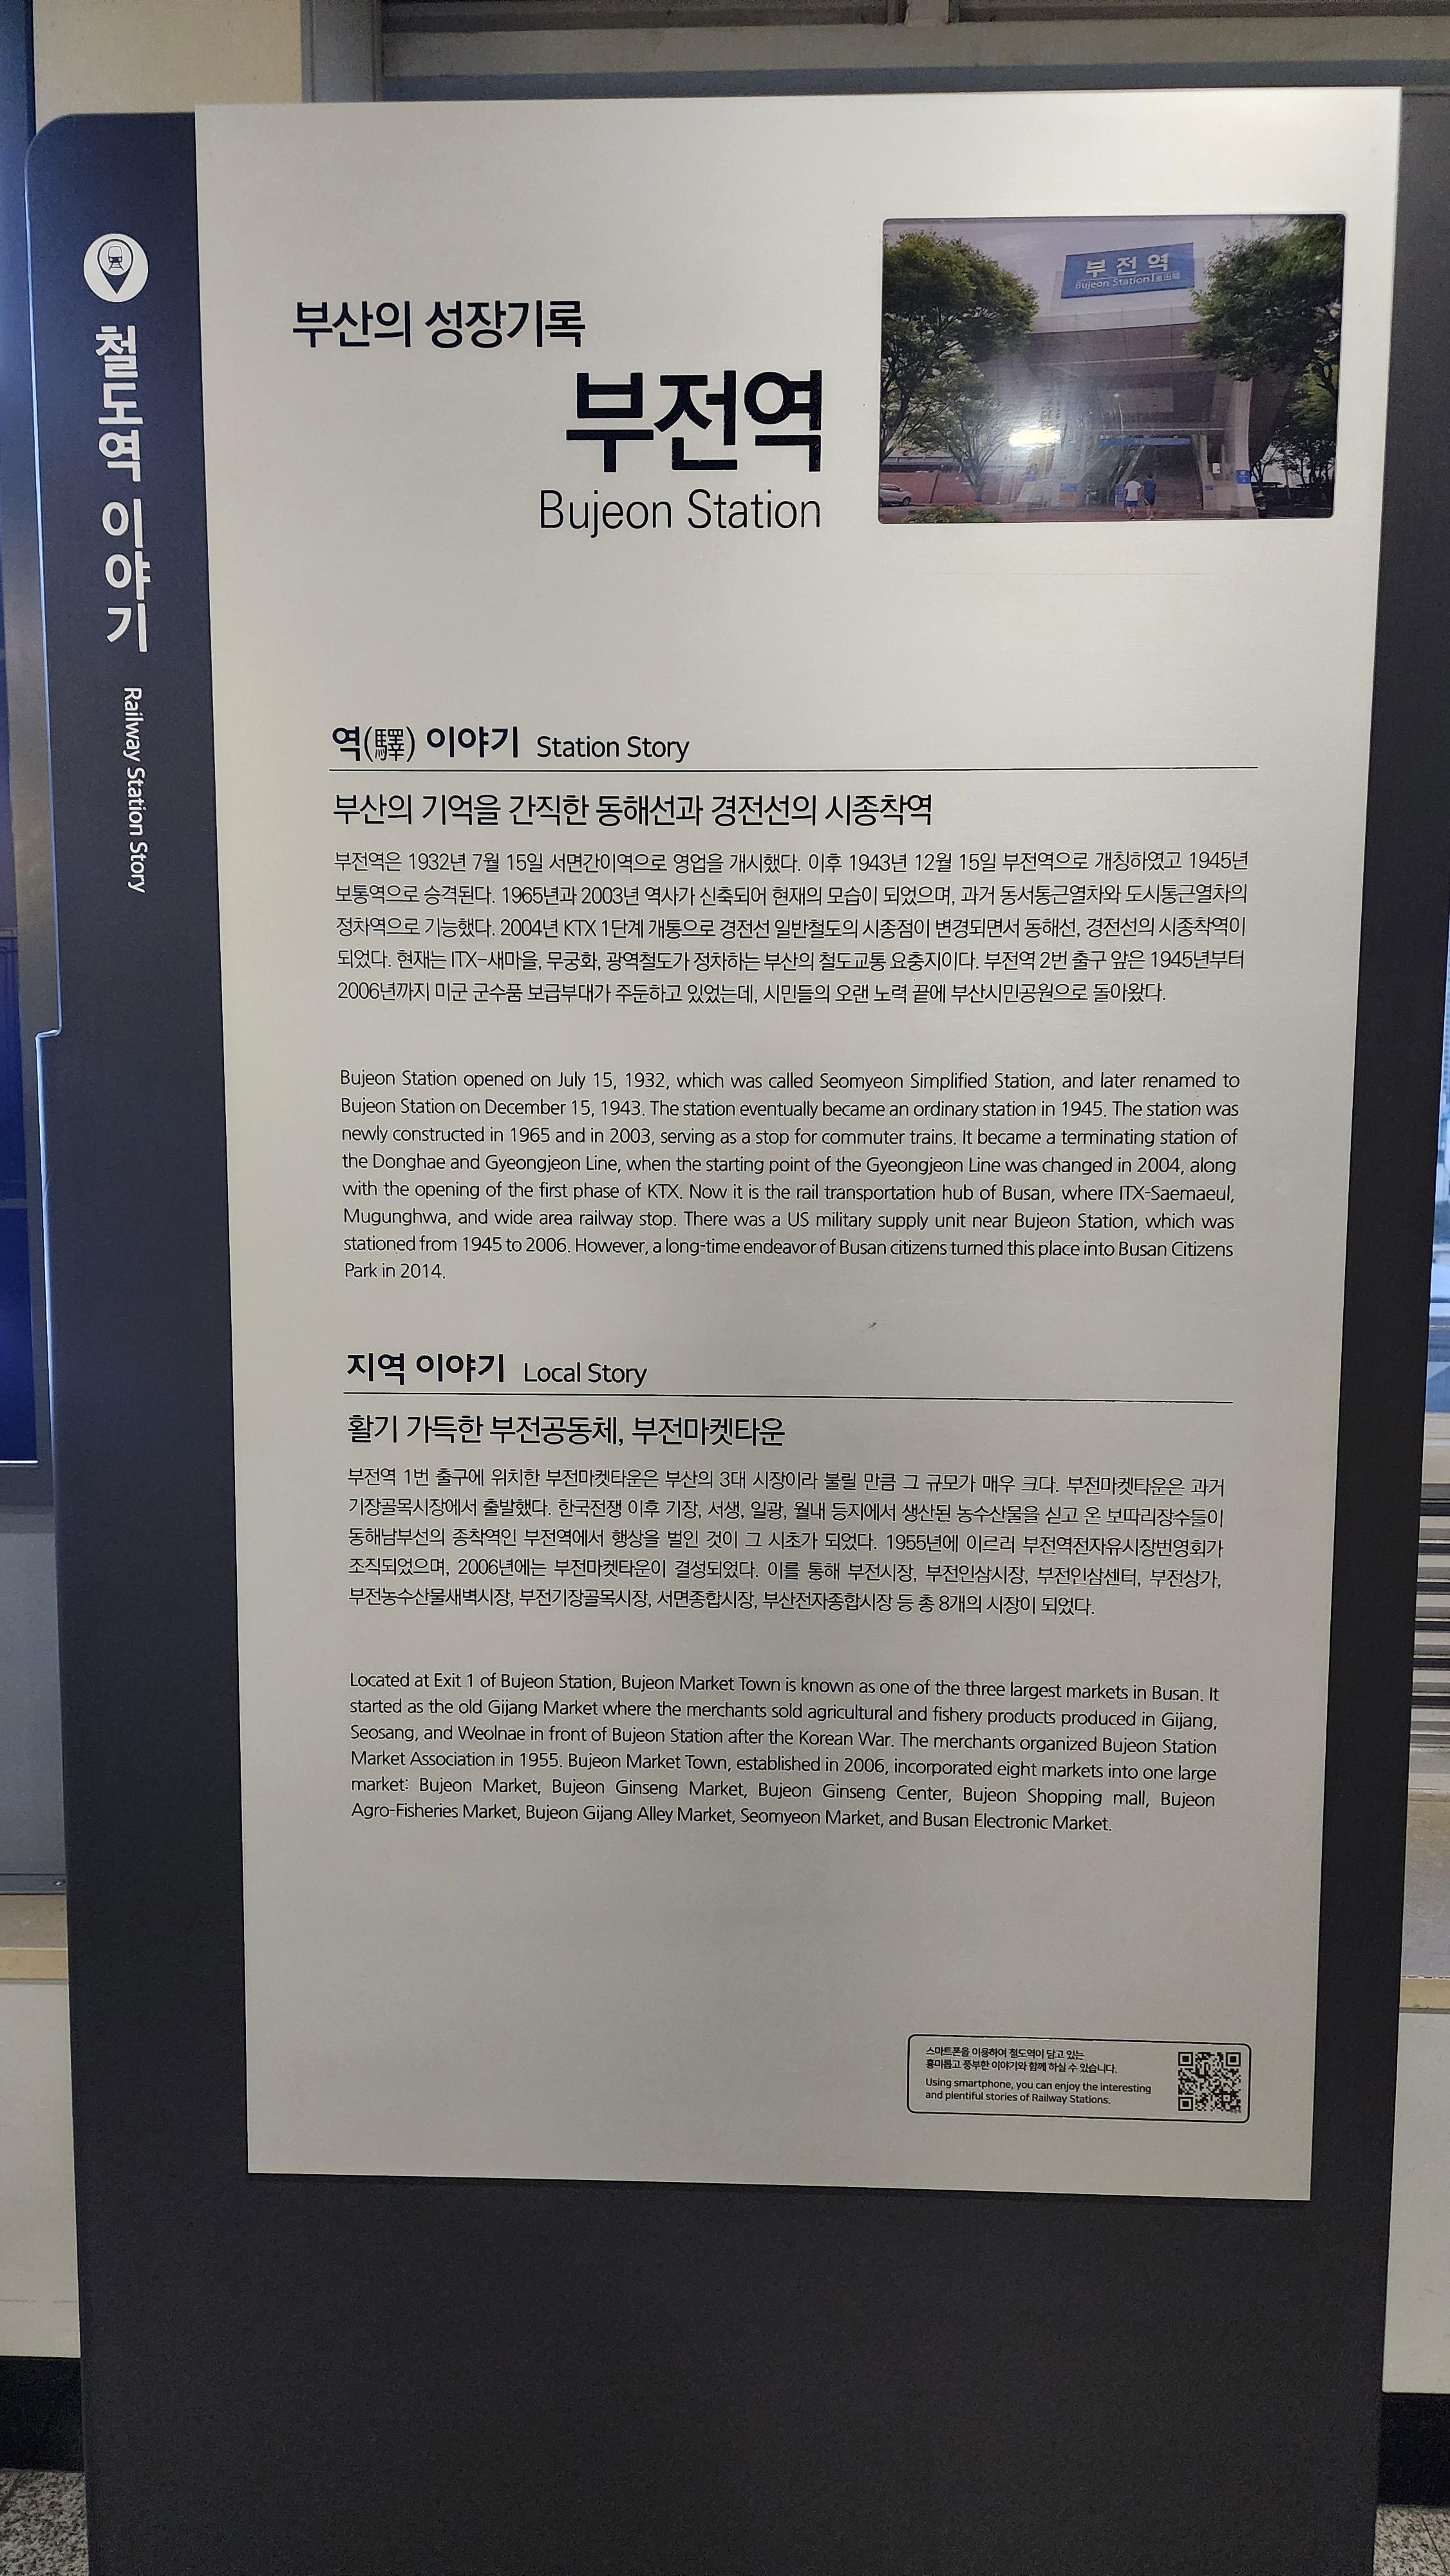 철도역 이야기 Railway Station Story
부산의 성장기록
부전역
Bujeon Station
부전역
Bujeon Station
역(驛) 이야기 Station Story
부산의 기억을 간직한 동해선과 경전선의 시종착역
부전역은 1932년 7월 15일 서면간이역으로 영업을 개시했다. 이후 1943년 12월 15일 부전역으로 개칭하였고 1945년
보통역으로 승격된다. 1965년과 2003년 역사가 신축되어 현재의 모습이 되었으며, 과거 동서통근열차와 도시통근열차의
정차역으로 기능했다. 2004년 KTX 1단계 개통으로 경전선 일반철도의 시종점이 변경되면서 동해선, 경전선의 시종착역이
되었다. 현재는 ITX-새마을, 무궁화, 광역철도가 정차하는 부산의 철도교통 요충지이다. 부전역 2번 출구 앞은 1945년부터
2006년까지 미군 군수품 보급부대가 주둔하고 있었는데, 시민들의 오랜 노력 끝에 부산시민공원으로 돌아왔다.
Bujeon Station opened on July 15, 1932, which was called Seomyeon Simplified Station, and later renamed to
Bujeon Station on December 15, 1943. The station eventually became an ordinary station in 1945. The station was
newly constructed in 1965 and in 2003, serving as a stop for commuter trains. It became a terminating station of
the Donghae and Gyeongjeon Line, when the starting point of the Gyeongjeon Line was changed in 2004, along
with the opening of the first phase of KTX. Now it is the rail transportation hub of Busan, where ITX-Saemaeul,
Mugunghwa, and wide area railway stop. There was a US military supply unit near Bujeon Station, which was
stationed from 1945 to 2006. However, a long-time endeavor of Busan citizens turned this place into Busan Citizens
Park in 2014.
지역 이야기 Local Story
활기 가득한 부전공동체, 부전마켓타운
부전역 1번 출구에 위치한 부전마켓타운은 부산의 3대 시장이라 불릴 만큼 그 규모가 매우 크다. 부전마켓타운은 과거
기장골목시장에서 출발했다. 한국전쟁 이후 기장, 서생, 일광, 월내 등지에서 생산된 농수산물을 싣고 온 보따리장수들이
동해남부선의 종착역인 부전역에서 행상을 벌인 것이 그 시초가 되었다. 1955년에 이르러 부전역전자유시장번영회가
조직되었으며, 2006년에는 부전마켓타운이 결성되었다. 이를 통해 부전시장, 부전인삼시장, 부전인삼센터, 부전상가,
부전농수산물새벽시장, 부전기장골목시장, 서면종합시장, 부산전자종합시장 등 총 8개의 시장이 되었다.
Located at Exit 1 of Bujeon Station, Bujeon Market Town is known as one of the three largest markets in Busan. It
started as the old Gijang Market where the merchants sold agricultural and fishery products produced in Gijang,
Seosang, and Weolnae in front of Bujeon Station after the Korean War. The merchants organized Bujeon Station
Market Association in 1955. Bujeon Market Town, established in 2006, incorporated eight markets into one large
market: Bujeon Market, Bujeon Ginseng Market, Bujeon Ginseng Center, Bujeon Shopping mall, Bujeon
Agro-Fisheries Market, Bujeon Gijang Alley Market, Seomyeon Market, and Busan Electronic Market.
스마트폰을 이용하여 철도역이 담고 있는
흥미롭고 풍부한 이야기와 함께 하실 수 있습니다.
Using smartphone, you can enjoy the interesting
and plentiful stories of Railway Stations.